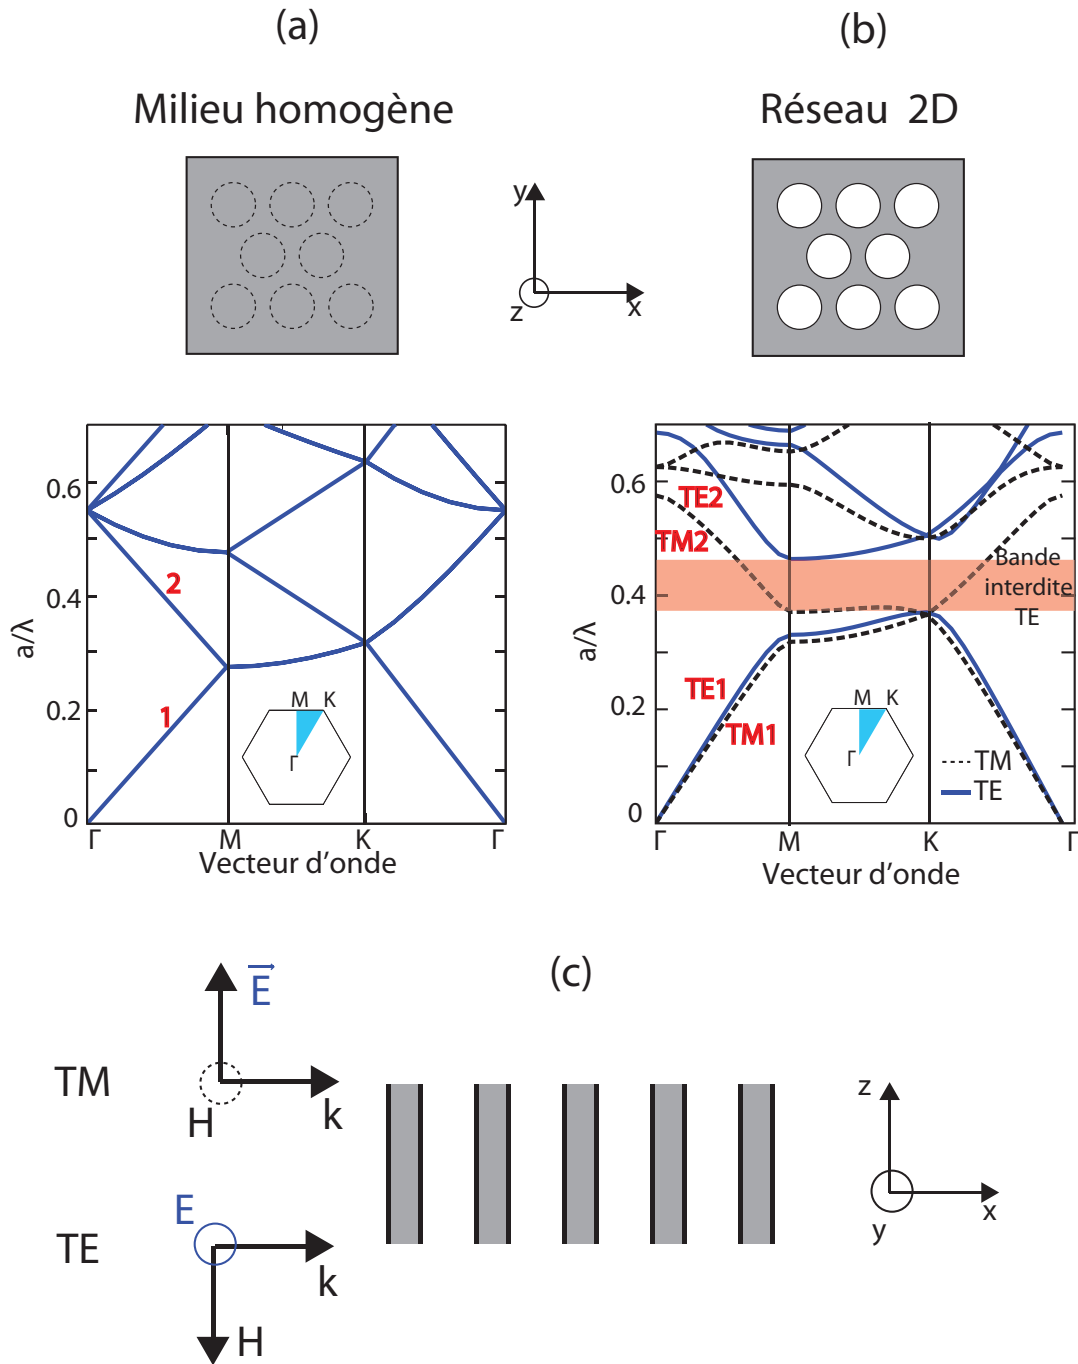 (a)
(b)
Milieu homogène
Réseau 2D
y
z
x
0.6
0.4
0.2
0
a/λ
2
1
M K
Γ
Γ M K Γ
Vecteur d'onde
0.6
0.4
0.2
0
a/λ
TE2
TM2
Bande
interdite
TE
TE1
TM1
M K
Γ
TM
TE
Γ M K Γ
Vecteur d'onde
(c)
E
TM
H
k
E
TE
k
H
z
y
x